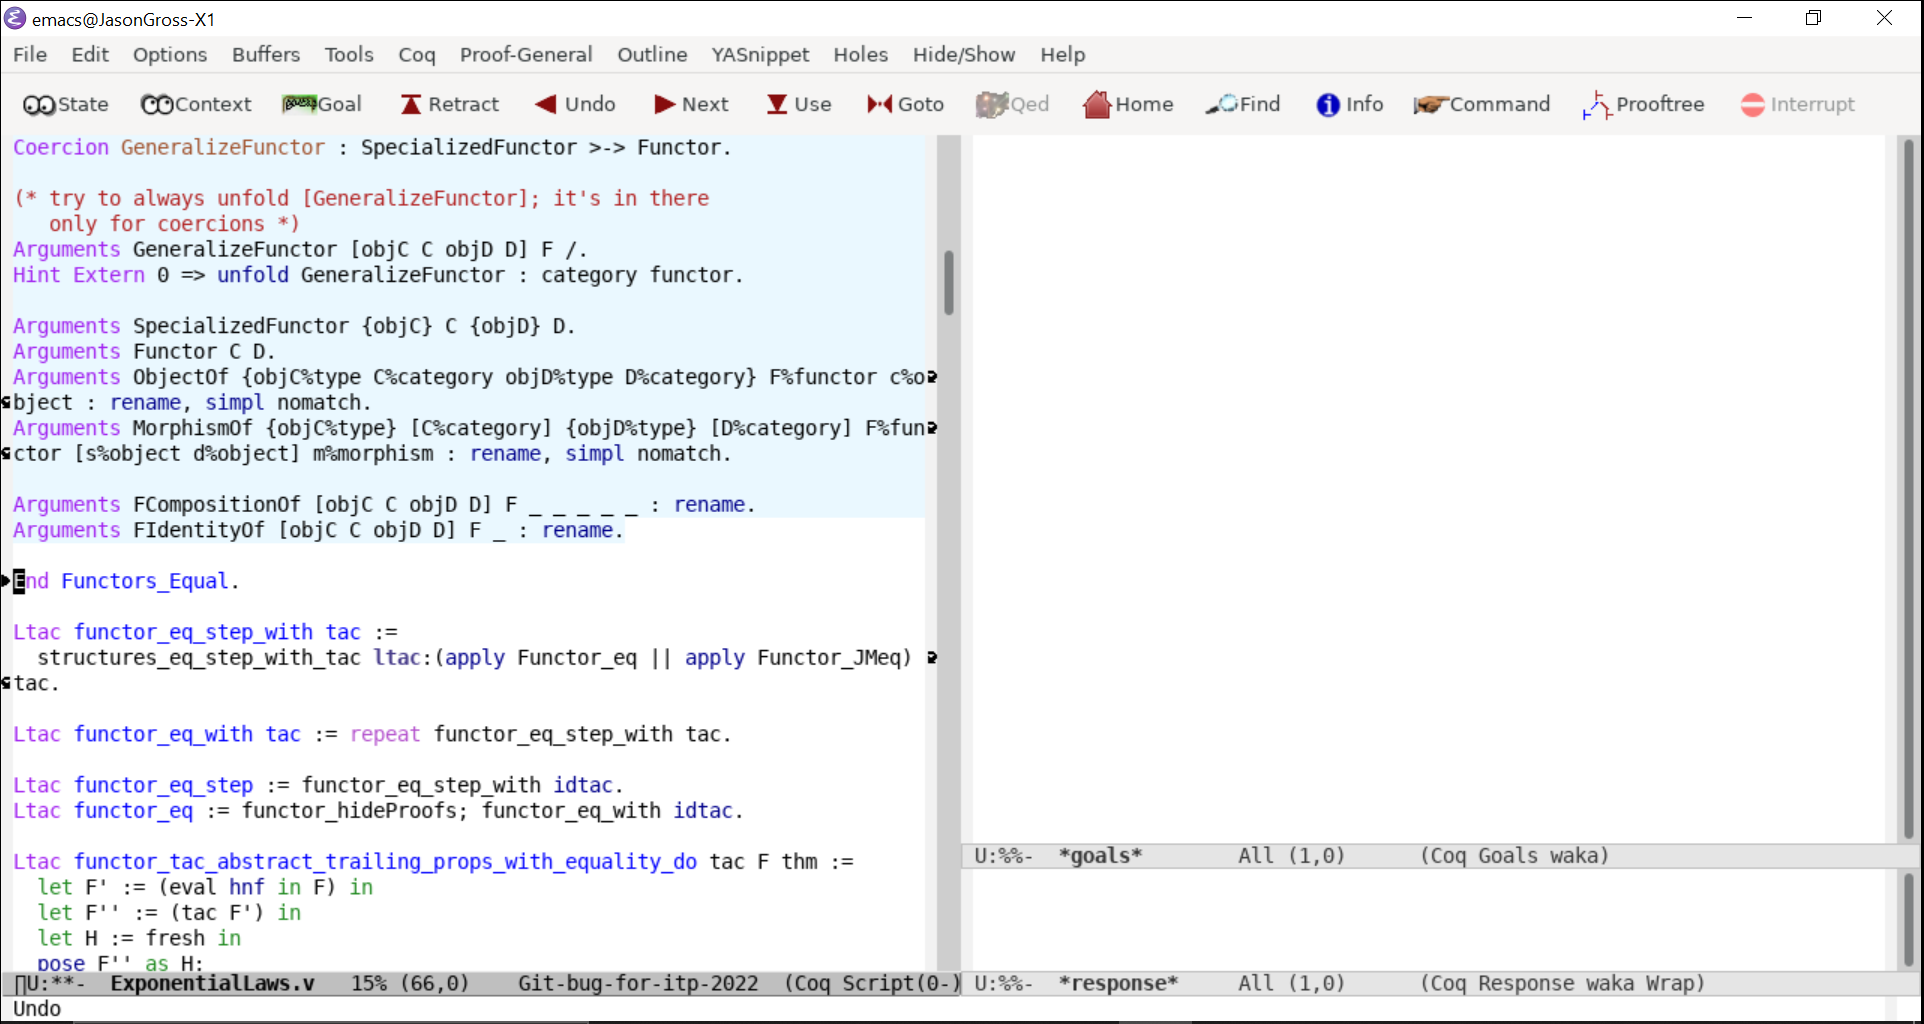 emacs@JasonGross-X1
File Edit Options Buffers Tools Coq Proof-General Outline YASnippet Holes Hide/Show Help
State Context Goal Retract Undo Next Use Goto Qed Home Find Info Command Prooftree Interrupt
Coercion GeneralizeFunctor : SpecializedFunctor >-> Functor.
(* try to always unfold [GeneralizeFunctor]; it's in there
only for coercions *)
Arguments GeneralizeFunctor [objC C objD D] F /.
Hint Extern 0 => unfold GeneralizeFunctor : category functor.
Arguments SpecializedFunctor {objC} C {objD} D.
Arguments Functor C D.
Arguments ObjectOf {objC%type C%category objD%type D%category} F%functor c%o
bject : rename, simpl nomatch.
Arguments MorphismOf {objC%type} [C%category] {objD%type} [D%category] F%fun
ctor [s%object d%object] m%morphism : rename, simpl nomatch.
Arguments FCompositionOf [objC C objD D] F _ _ _ _ _ : rename.
Arguments FIdentityOf [objC C objD D] F _ : rename.
End Functors_Equal.
Ltac functor_eq_step_with tac :=
structures_eq_step_with_tac ltac:(apply Functor_eq || apply Functor_JMeq)
tac.
Ltac functor_eq_with tac := repeat functor_eq_step_with tac.
Ltac functor_eq_step := functor_eq_step_with idtac.
Ltac functor_eq := functor_hideProofs; functor_eq_with idtac.
Ltac functor_tac_abstract_trailing_props_with_equality_do tac F thm :=
let F' := (eval hnf in F) in
let F'' := (tac F') in
let H := fresh in
pose F'' as H;
U:**- ExponentialLaws.v 15% (66,0) Git-bug-for-itp-2022 (Coq Script(0-)
U:%%- *goals* All (1,0) (Coq Goals waka)
U:%%- *response* All (1,0) (Coq Response waka Wrap)
Undo